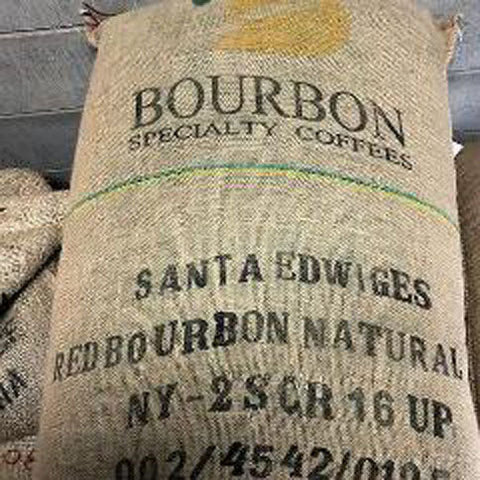 BOURBON
SPECIALTY COFFEES
SANTA EDWIGES
RED BOURBON NATURAL
NY-2 SCR 16 UP
002/4542/019